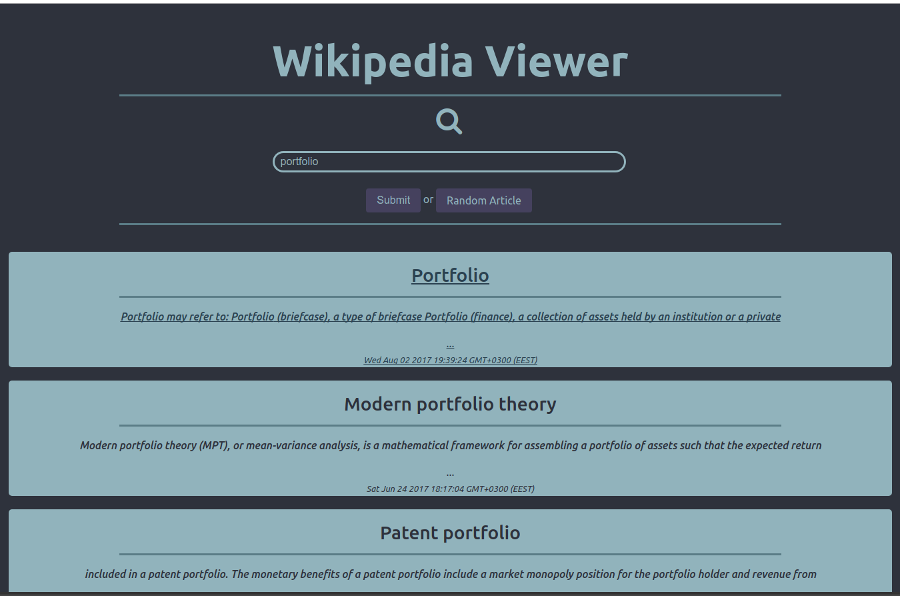 Wikipedia Viewer
portfolio
Submit or Random Article
Portfolio
Portfolio may refer to: Portfolio (briefcase), a type of briefcase Portfolio (finance), a collection of assets held by an institution or a private
...
Wed Aug 02 2017 19:39:24 GMT+0300 (EEST)
Modern portfolio theory
Modern portfolio theory (MPT), or mean-variance analysis, is a mathematical framework for assembling a portfolio of assets such that the expected return
...
Sat Jun 24 2017 18:17:04 GMT+0300 (EEST)
Patent portfolio
included in a patent portfolio. The monetary benefits of a patent portfolio include a market monopoly position for the portfolio holder and revenue from